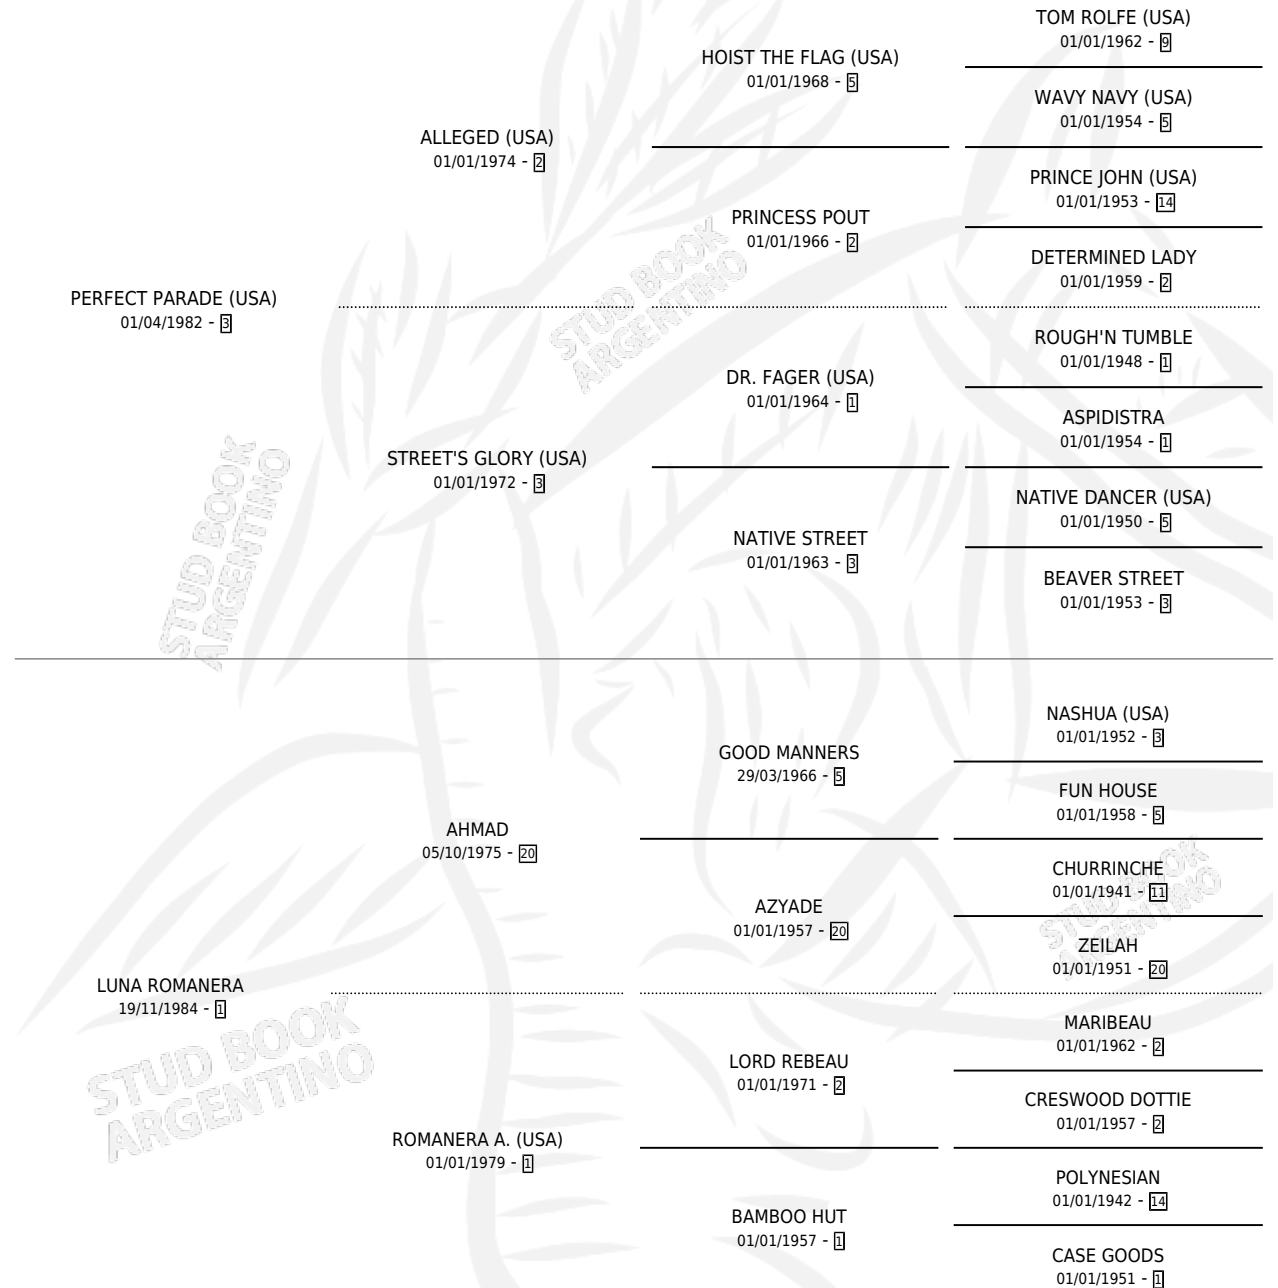 TOM ROLFE (USA)
01/01/1962 - 9
HOIST THE FLAG (USA)
01/01/1968 - 5
WAVY NAVY (USA)
01/01/1954 - 5
ALLEGED (USA)
01/01/1974 - 2
PRINCE JOHN (USA)
01/01/1953 - 14
PRINCESS POUT
01/01/1966 - 2
DETERMINED LADY
01/01/1959 - 2
PERFECT PARADE (USA)
01/04/1982 - 3
ROUGH'N TUMBLE
01/01/1948 - 1
DR. FAGER (USA)
01/01/1964 - 1
ASPIDISTRA
01/01/1954 - 1
STREET'S GLORY (USA)
01/01/1972 - 3
NATIVE DANCER (USA)
01/01/1950 - 5
NATIVE STREET
01/01/1963 - 3
BEAVER STREET
01/01/1953 - 3
STUD BOOK
ARGENTINO
STUD BOOK
ARGENTINO
NASHUA (USA)
01/01/1952 - 3
GOOD MANNERS
29/03/1966 - 5
FUN HOUSE
01/01/1958 - 5
AHMAD
05/10/1975 - 20
CHURRINCHE
01/01/1941 - 11
AZYADE
01/01/1957 - 20
ZEILAH
01/01/1951 - 20
STUD BOOK
ARGENTINO
LUNA ROMANERA
19/11/1984 - 1
MARIBEAU
01/01/1962 - 2
LORD REBEAU
01/01/1971 - 2
CRESWOOD DOTTIE
01/01/1957 - 2
STUD BOOK
ARGENTINO
ROMANERA A. (USA)
01/01/1979 - 1
POLYNESIAN
01/01/1942 - 14
BAMBOO HUT
01/01/1957 - 1
CASE GOODS
01/01/1951 - 1